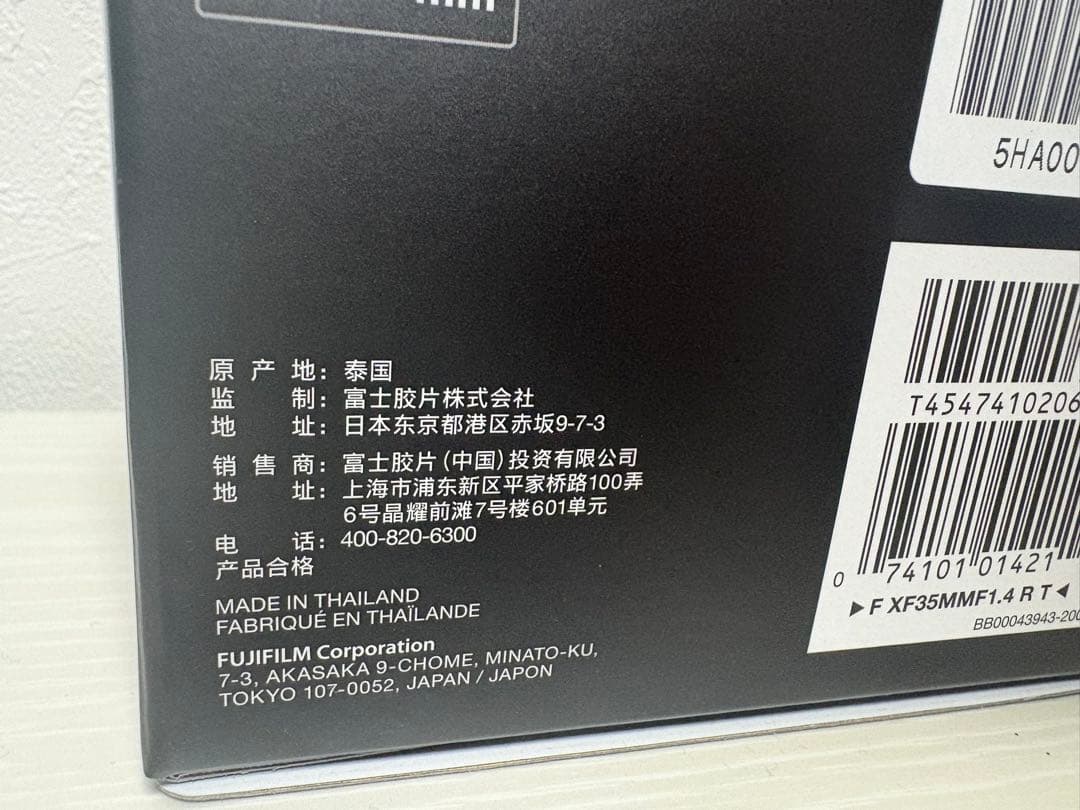 原产地：泰国
监制：富士胶片株式会社
地址：日本东京都港区赤坂9-7-3
销售商：富士胶片(中国)投资有限公司
地址：上海市浦东新区平家桥路100弄
6号晶耀前滩7号楼601单元
电话：400-820-6300
产品合格
MADE IN THAILAND
FABRIQUÉ EN THAÏLANDE
FUJIFILM Corporation
7-3, AKASAKA 9-CHOME, MINATO-KU,
TOKYO 107-0052, JAPAN / JAPON
5HA00
T4547410206
0 74101 01421
▶F XF35MMF1.4 R T◀
BB00043943-200